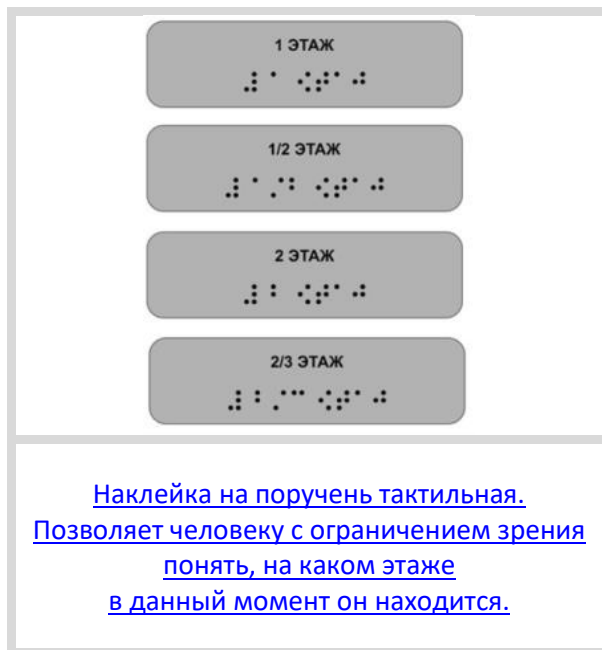 1 ЭТАЖ
⠼⠁ ⠪⠞⠁⠚
1/2 ЭТАЖ
⠼⠁⠌⠃ ⠪⠞⠁⠚
2 ЭТАЖ
⠼⠃ ⠪⠞⠁⠚
2/3 ЭТАЖ
⠼⠃⠌⠉ ⠪⠞⠁⠚
Наклейка на поручень тактильная.
Позволяет человеку с ограничением зрения
понять, на каком этаже
в данный момент он находится.